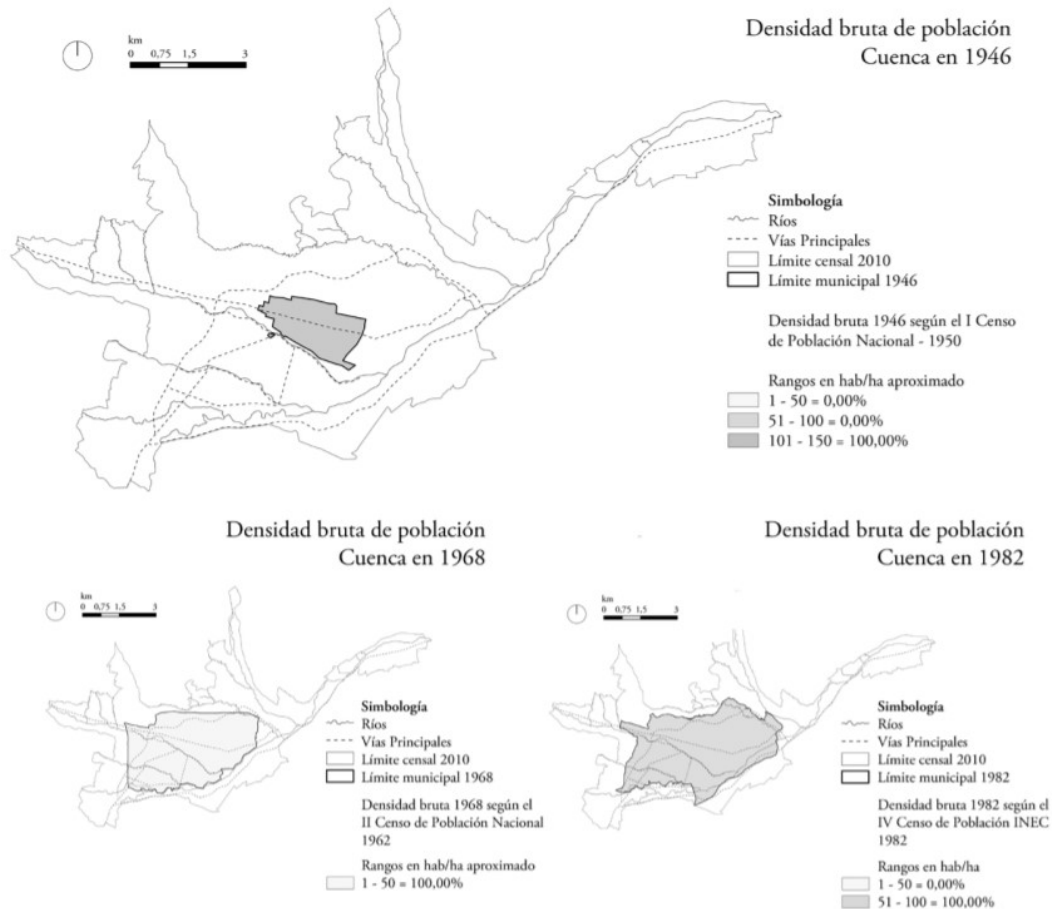 Densidad bruta de población
Cuenca en 1946
km
0 0,75 1,5 3
Simbología
Ríos
Vías Principales
Límite censal 2010
Límite municipal 1946
Densidad bruta 1946 según el I Censo
de Población Nacional - 1950
Rangos en hab/ha aproximado
1 - 50 = 0,00%
51 - 100 = 0,00%
101 - 150 = 100,00%
Densidad bruta de población
Cuenca en 1968
km
0 0,75 1,5 3
Simbología
Ríos
Vías Principales
Límite censal 2010
Límite municipal 1968
Densidad bruta 1968 según el
II Censo de Población Nacional
1962
Rangos en hab/ha aproximado
1 - 50 = 100,00%
Densidad bruta de población
Cuenca en 1982
km
0 0,75 1,5 3
Simbología
Ríos
Vías Principales
Límite censal 2010
Límite municipal 1982
Densidad bruta 1982 según el
IV Censo de Población INEC
1982
Rangos en hab/ha
1 - 50 = 0,00%
51 - 100 = 100,00%